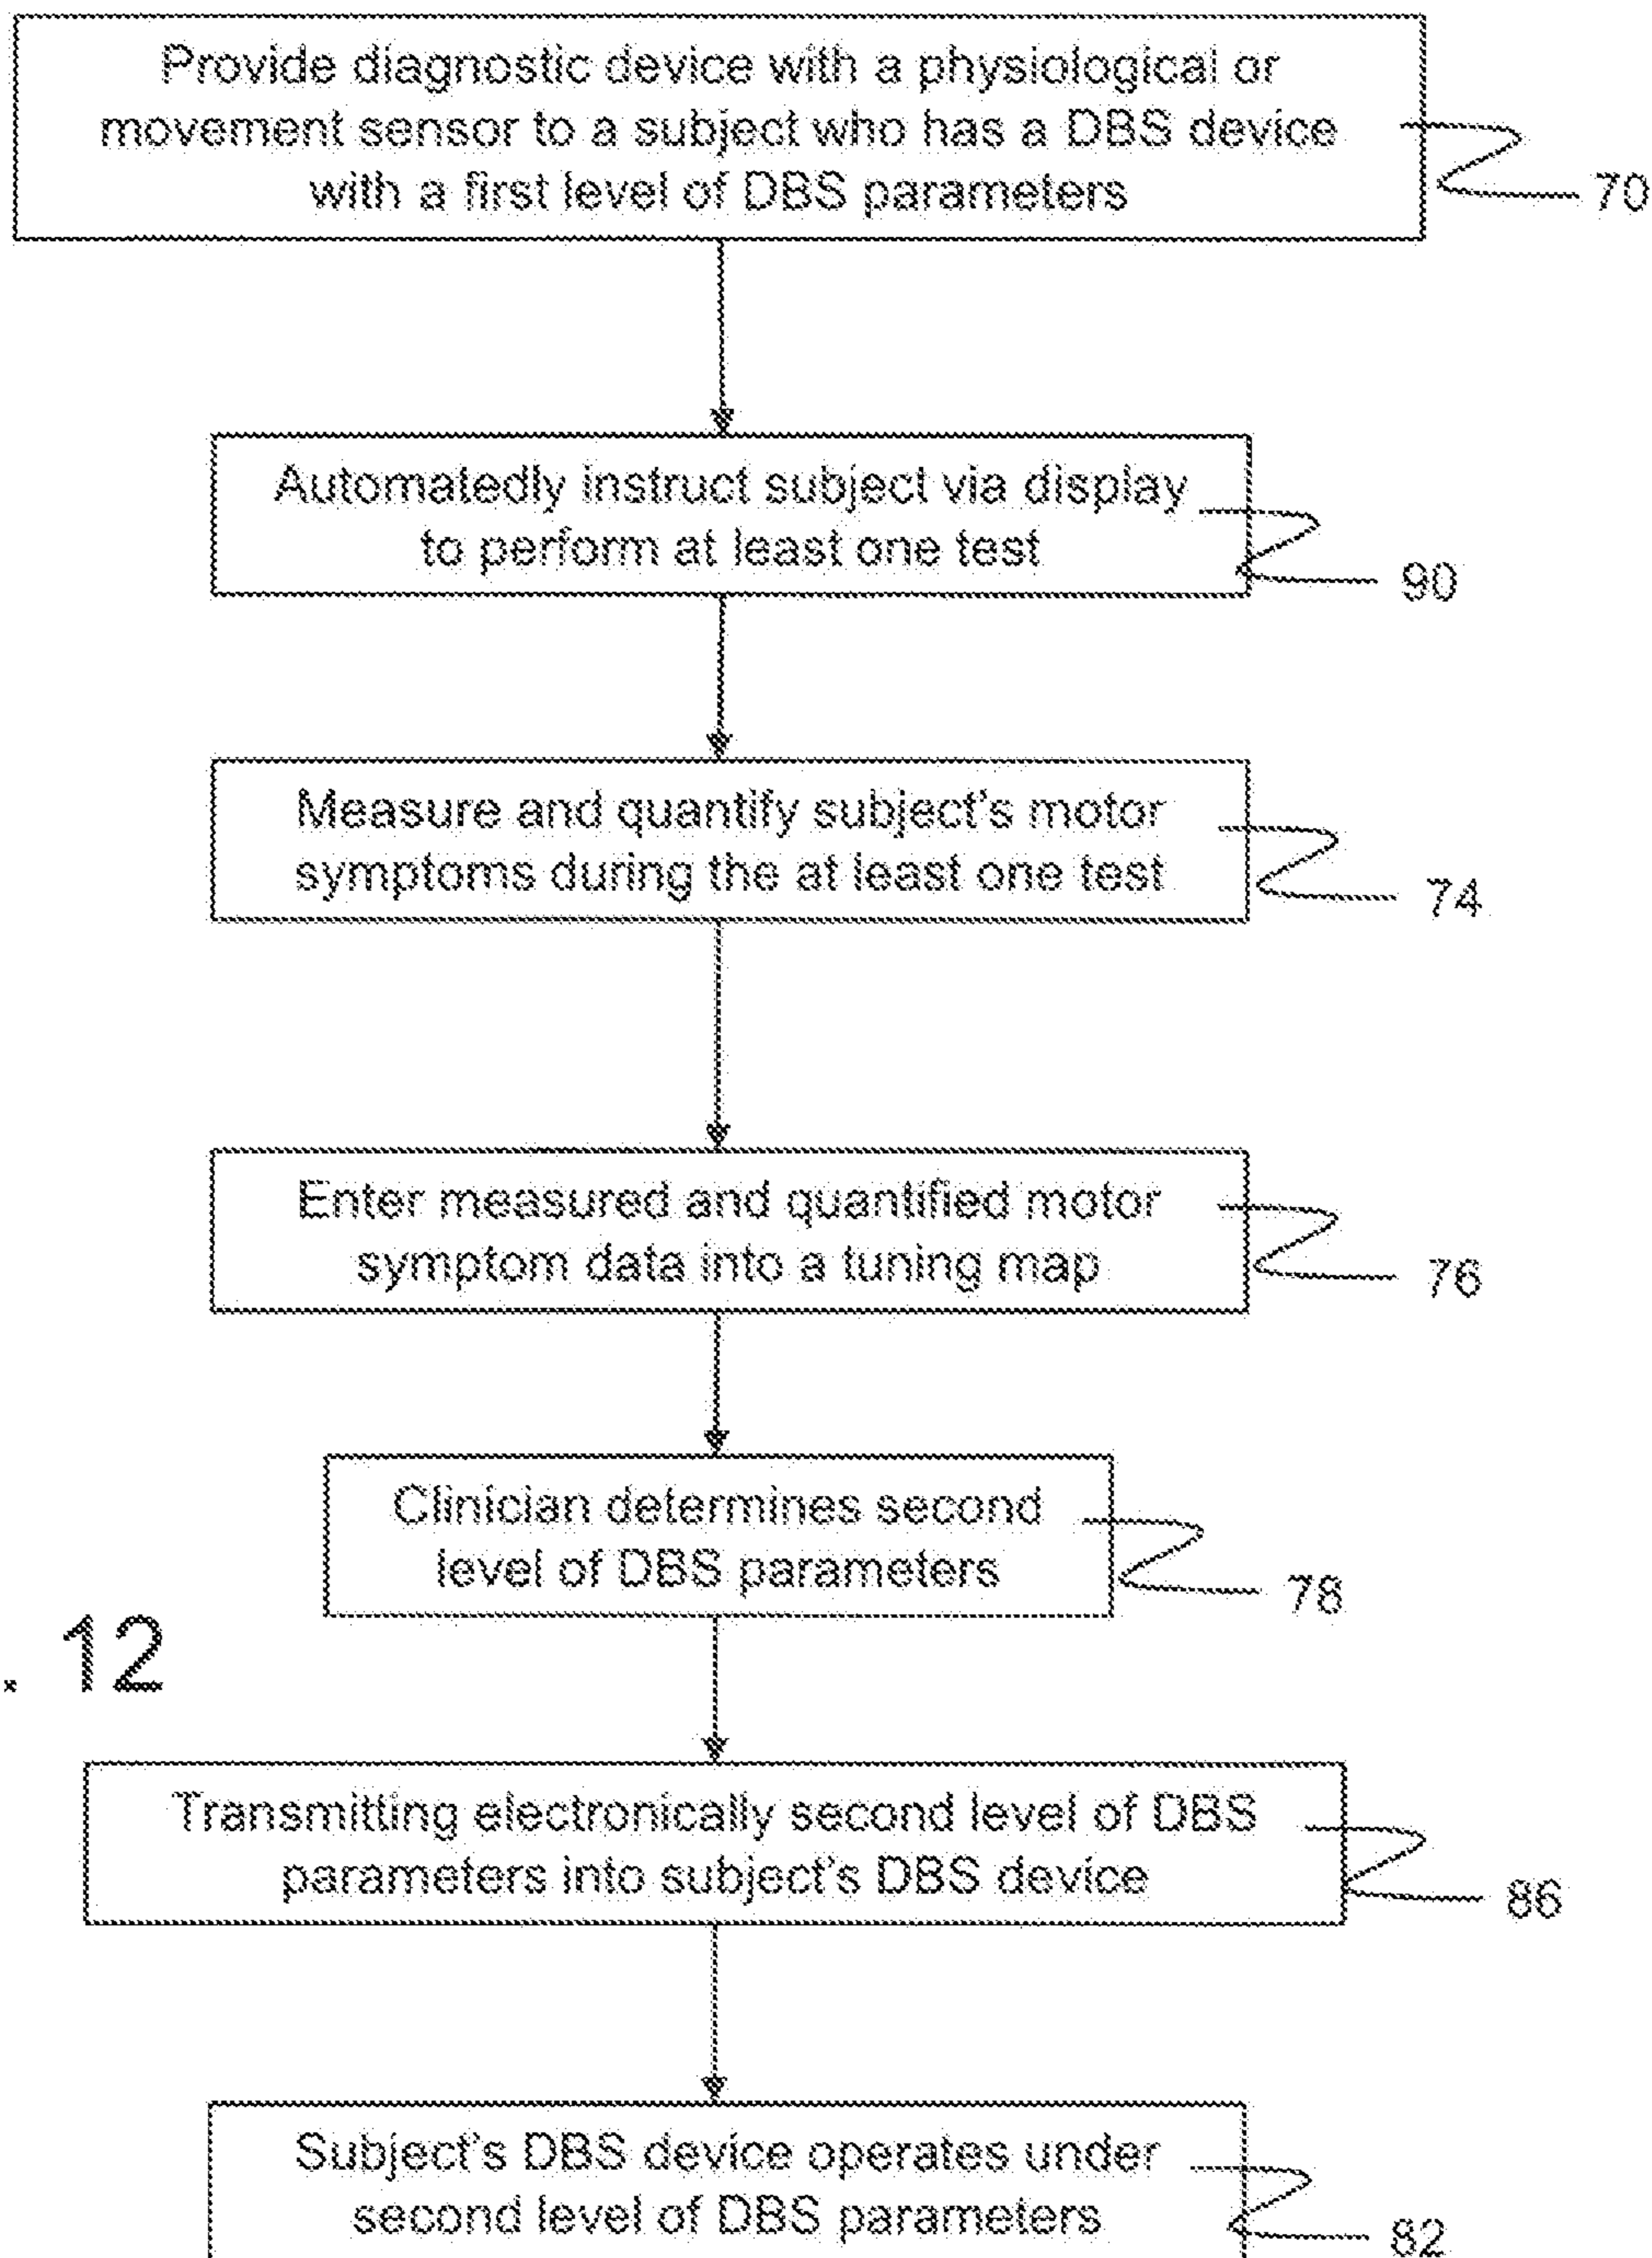 Provide diagnostic device with a physiological or
movement sensor to a subject who has a DBS device
with a first level of DBS parameters
70
Automatedly instruct subject via display
to perform at least one test
90
Measure and quantify subject's motor
symptoms during the at least one test
74
Enter measured and quantified motor
symptom data into a tuning map
76
Clinician determines second
level of DBS parameters
78
. 12
Transmitting electronically second level of DBS
parameters into subject's DBS device
86
Subject's DBS device operates under
second level of DBS parameters
82